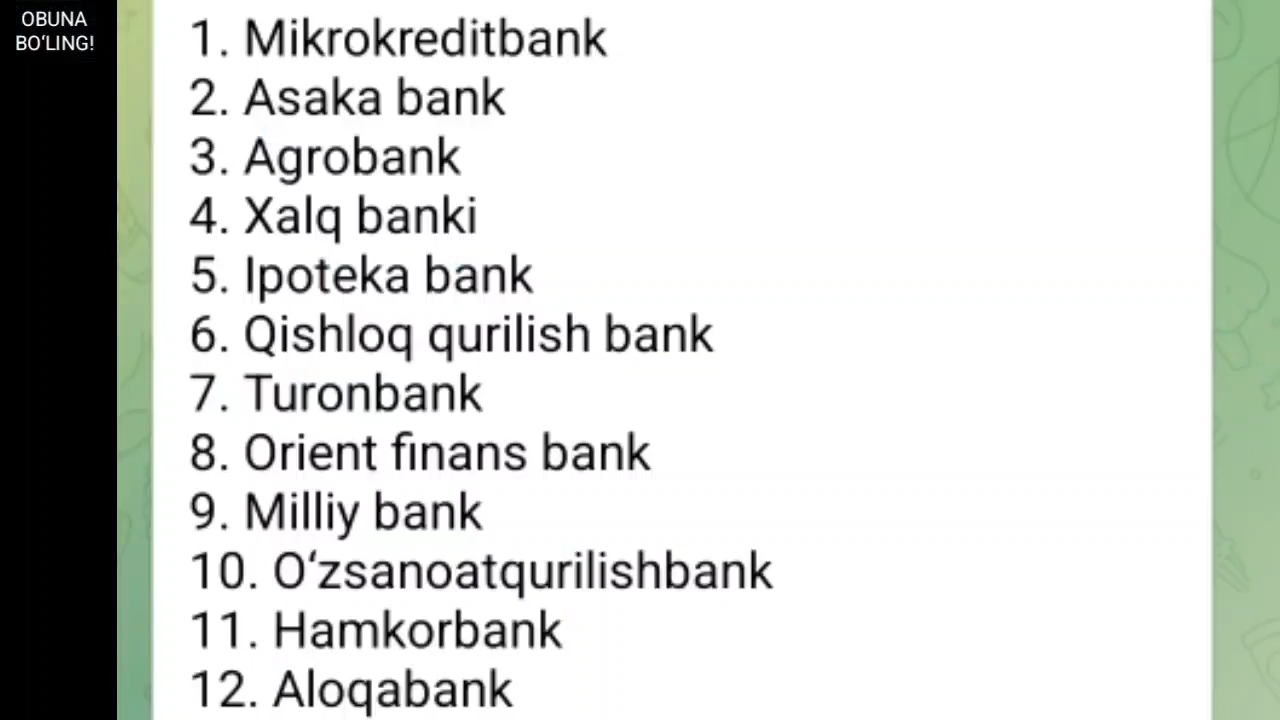 OBUNA
BO‘LING!
1. Mikrokreditbank
2. Asaka bank
3. Agrobank
4. Xalq banki
5. Ipoteka bank
6. Qishloq qurilish bank
7. Turonbank
8. Orient finans bank
9. Milliy bank
10. O‘zsanoatqurilishbank
11. Hamkorbank
12. Aloqabank